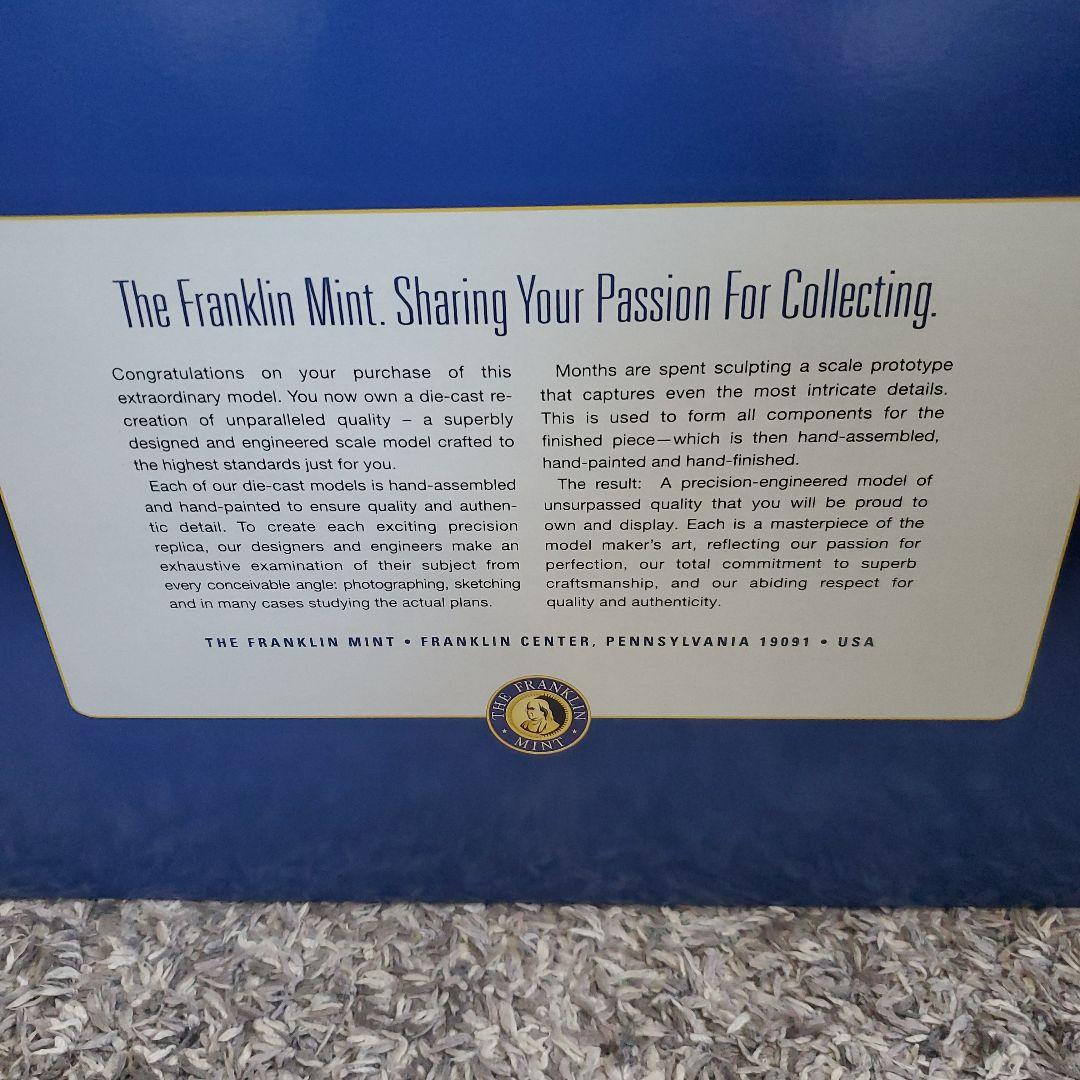 The Franklin Mint. Sharing Your Passion For Collecting.
Congratulations on your purchase of this
extraordinary model. You now own a die-cast re-
creation of unparalleled quality – a superbly
designed and engineered scale model crafted to
the highest standards just for you.
Each of our die-cast models is hand-assembled
and hand-painted to ensure quality and authen-
tic detail. To create each exciting precision
replica, our designers and engineers make an
exhaustive examination of their subject from
every conceivable angle: photographing, sketching
and in many cases studying the actual plans.
Months are spent sculpting a scale prototype
that captures even the most intricate details.
This is used to form all components for the
finished piece—which is then hand-assembled,
hand-painted and hand-finished.
The result: A precision-engineered model of
unsurpassed quality that you will be proud to
own and display. Each is a masterpiece of the
model maker's art, reflecting our passion for
perfection, our total commitment to superb
craftsmanship, and our abiding respect for
quality and authenticity.
THE FRANKLIN MINT • FRANKLIN CENTER, PENNSYLVANIA 19091 • USA
THE FRANKLIN
MINT